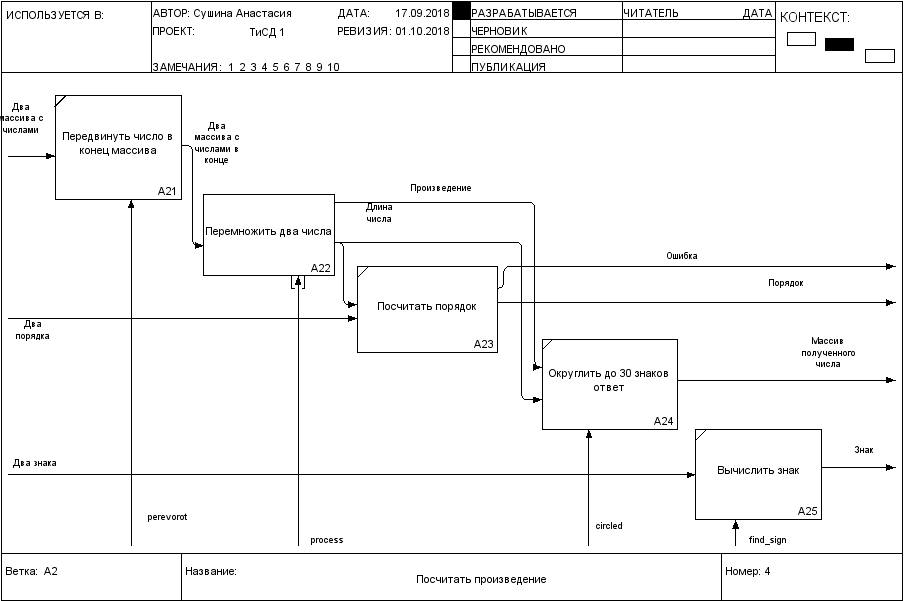 ИСПОЛЬЗУЕТСЯ В:
АВТОР: Сушина Анастасия
ДАТА: 17.09.2018
ПРОЕКТ: ТиСД 1
РЕВИЗИЯ: 01.10.2018
ЗАМЕЧАНИЯ: 1 2 3 4 5 6 7 8 9 10
РАЗРАБАТЫВАЕТСЯ
ЧЕРНОВИК
РЕКОМЕНДОВАНО
ПУБЛИКАЦИЯ
ЧИТАТЕЛЬ
ДАТА
КОНТЕКСТ:
Два
массива с
числами
Передвинуть число в
конец массива
A21
Два
массива с
числами в
конце
Перемножить два числа
A22
Произведение
Длина
числа
Ошибка
Порядок
Посчитать порядок
A23
Два
порядка
Массив
полученного
числа
Округлить до 30 знаков
ответ
A24
Два знака
Знак
Вычислить знак
A25
perevorot
process
circled
find_sign
Ветка: A2
Название:
Посчитать произведение
Номер: 4